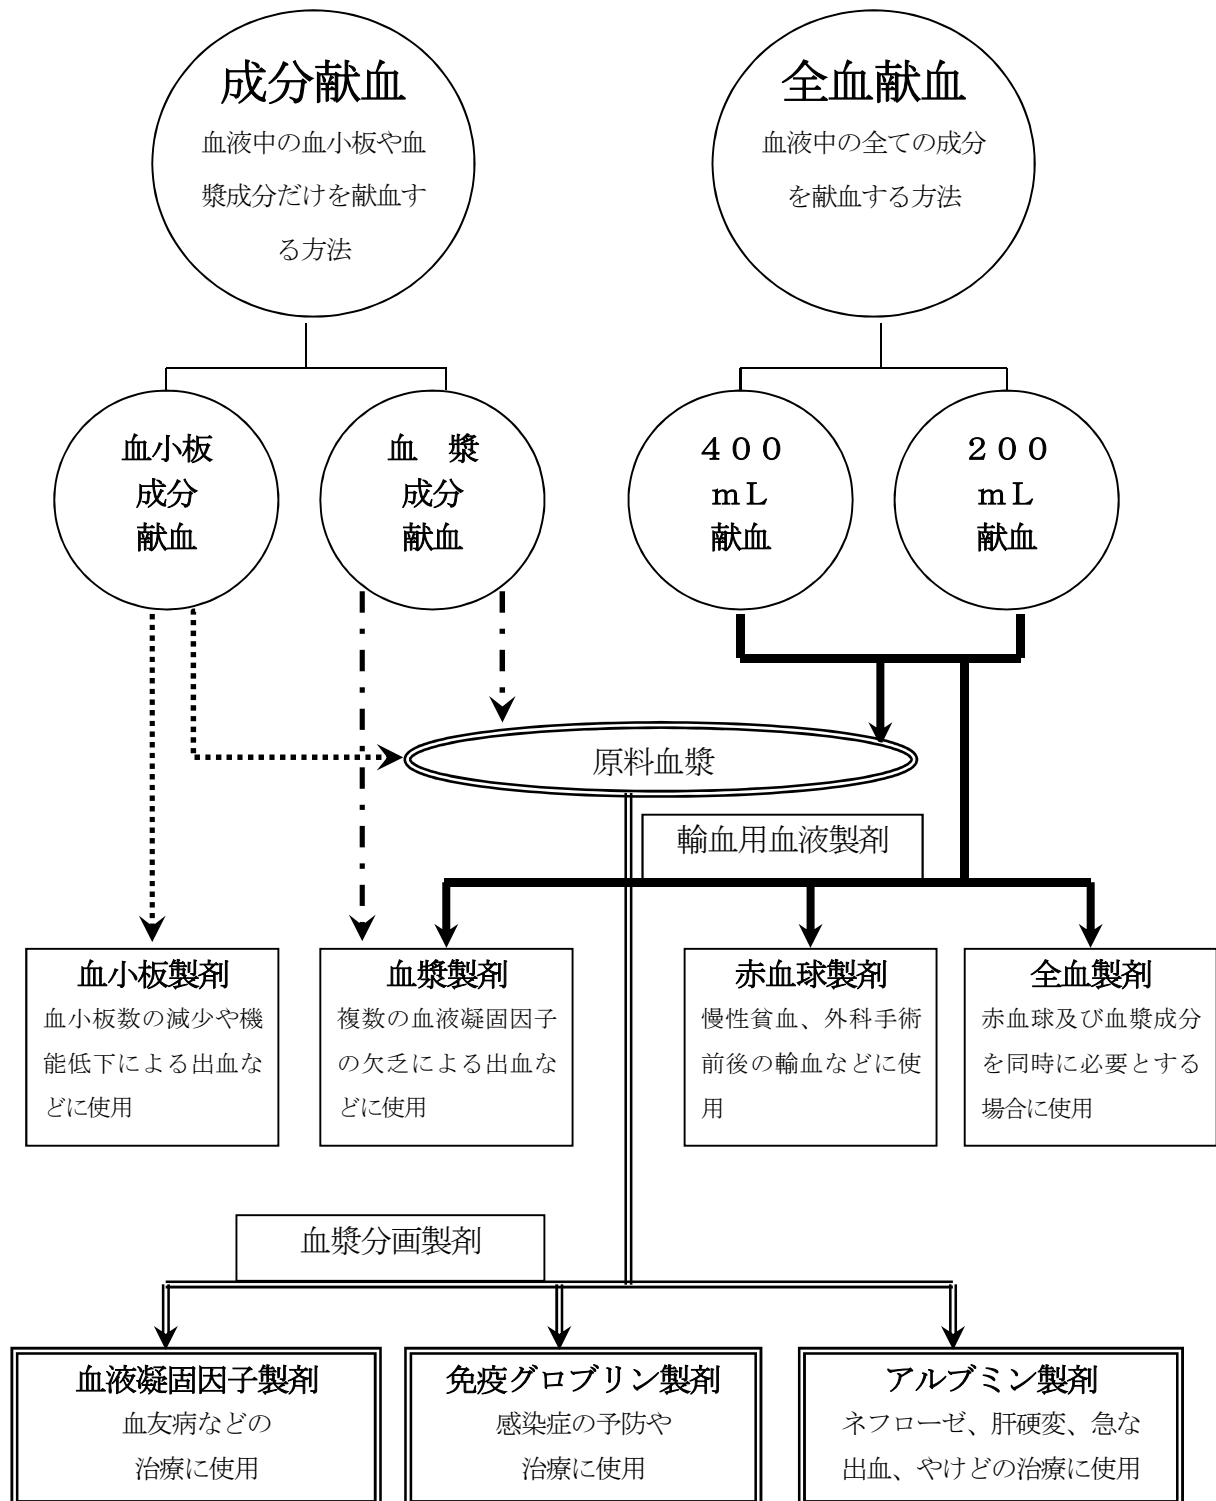 成分献血
血液中の血小板や血
漿成分だけを献血す
る方法
全血献血
血液中の全ての成分
を献血する方法
血小板
成分
献血
血　漿
成分
献血
４００
ｍＬ
献血
２００
ｍＬ
献血
原料血漿
輸血用血液製剤
血小板製剤
血小板数の減少や機
能低下による出血な
どに使用
血漿製剤
複数の血液凝固因子
の欠乏による出血な
どに使用
赤血球製剤
慢性貧血、外科手術
前後の輸血などに使
用
全血製剤
赤血球及び血漿成分
を同時に必要とする
場合に使用
血漿分画製剤
血液凝固因子製剤
血友病などの
治療に使用
免疫グロブリン製剤
感染症の予防や
治療に使用
アルブミン製剤
ネフローゼ、肝硬変、急な
出血、やけどの治療に使用